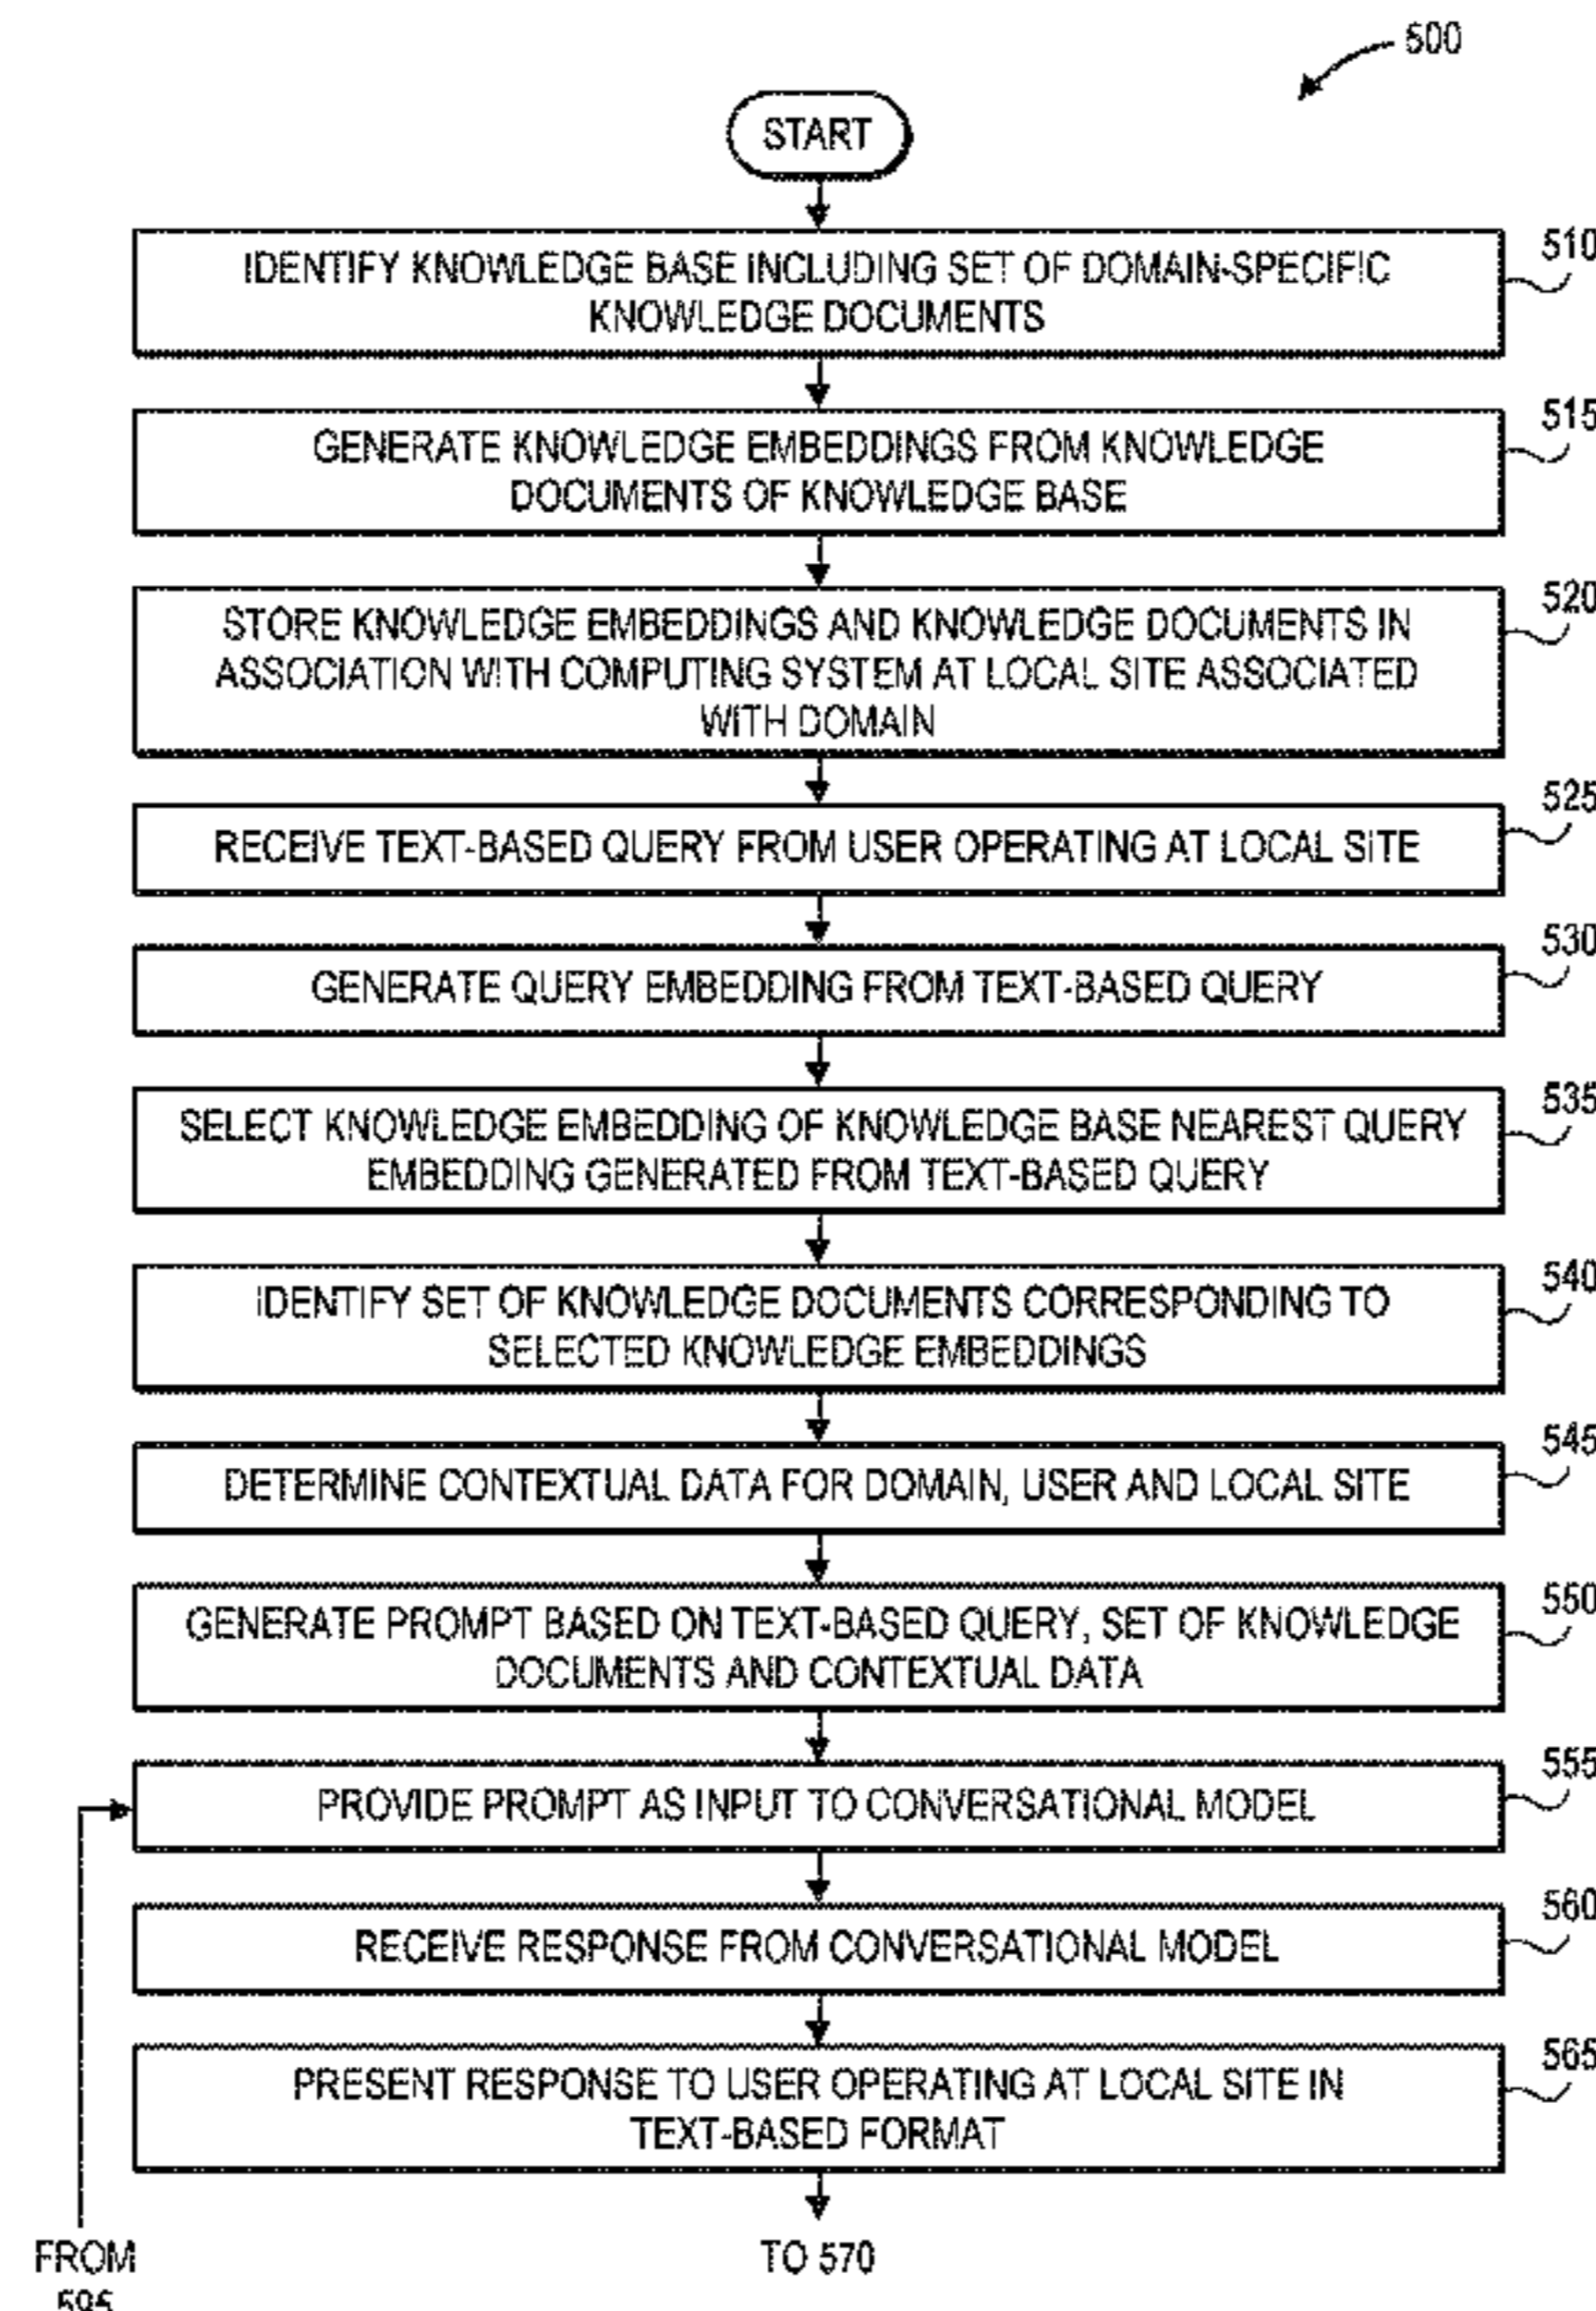 500
START
IDENTIFY KNOWLEDGE BASE INCLUDING SET OF DOMAIN-SPECIFIC
KNOWLEDGE DOCUMENTS
510
GENERATE KNOWLEDGE EMBEDDINGS FROM KNOWLEDGE
DOCUMENTS OF KNOWLEDGE BASE
515
STORE KNOWLEDGE EMBEDDINGS AND KNOWLEDGE DOCUMENTS IN
ASSOCIATION WITH COMPUTING SYSTEM AT LOCAL SITE ASSOCIATED
WITH DOMAIN
520
RECEIVE TEXT-BASED QUERY FROM USER OPERATING AT LOCAL SITE
525
GENERATE QUERY EMBEDDING FROM TEXT-BASED QUERY
530
SELECT KNOWLEDGE EMBEDDING OF KNOWLEDGE BASE NEAREST QUERY
EMBEDDING GENERATED FROM TEXT-BASED QUERY
535
IDENTIFY SET OF KNOWLEDGE DOCUMENTS CORRESPONDING TO
SELECTED KNOWLEDGE EMBEDDINGS
540
DETERMINE CONTEXTUAL DATA FOR DOMAIN, USER AND LOCAL SITE
545
GENERATE PROMPT BASED ON TEXT-BASED QUERY, SET OF KNOWLEDGE
DOCUMENTS AND CONTEXTUAL DATA
550
PROVIDE PROMPT AS INPUT TO CONVERSATIONAL MODEL
555
RECEIVE RESPONSE FROM CONVERSATIONAL MODEL
560
PRESENT RESPONSE TO USER OPERATING AT LOCAL SITE IN
TEXT-BASED FORMAT
565
FROM
595
TO 570